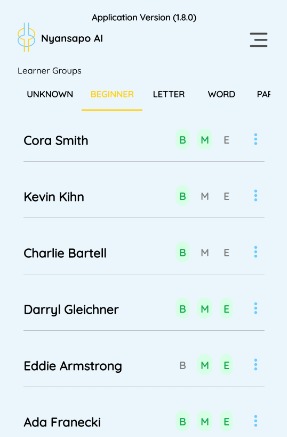 Application Version (1.8.0)
Nyansapo AI
Learner Groups
UNKNOWN BEGINNER LETTER WORD PAR
Cora Smith B M E
Kevin Kihn B M E
Charlie Bartell B M E
Darryl Gleichner B M E
Eddie Armstrong B M E
Ada Franecki B M E